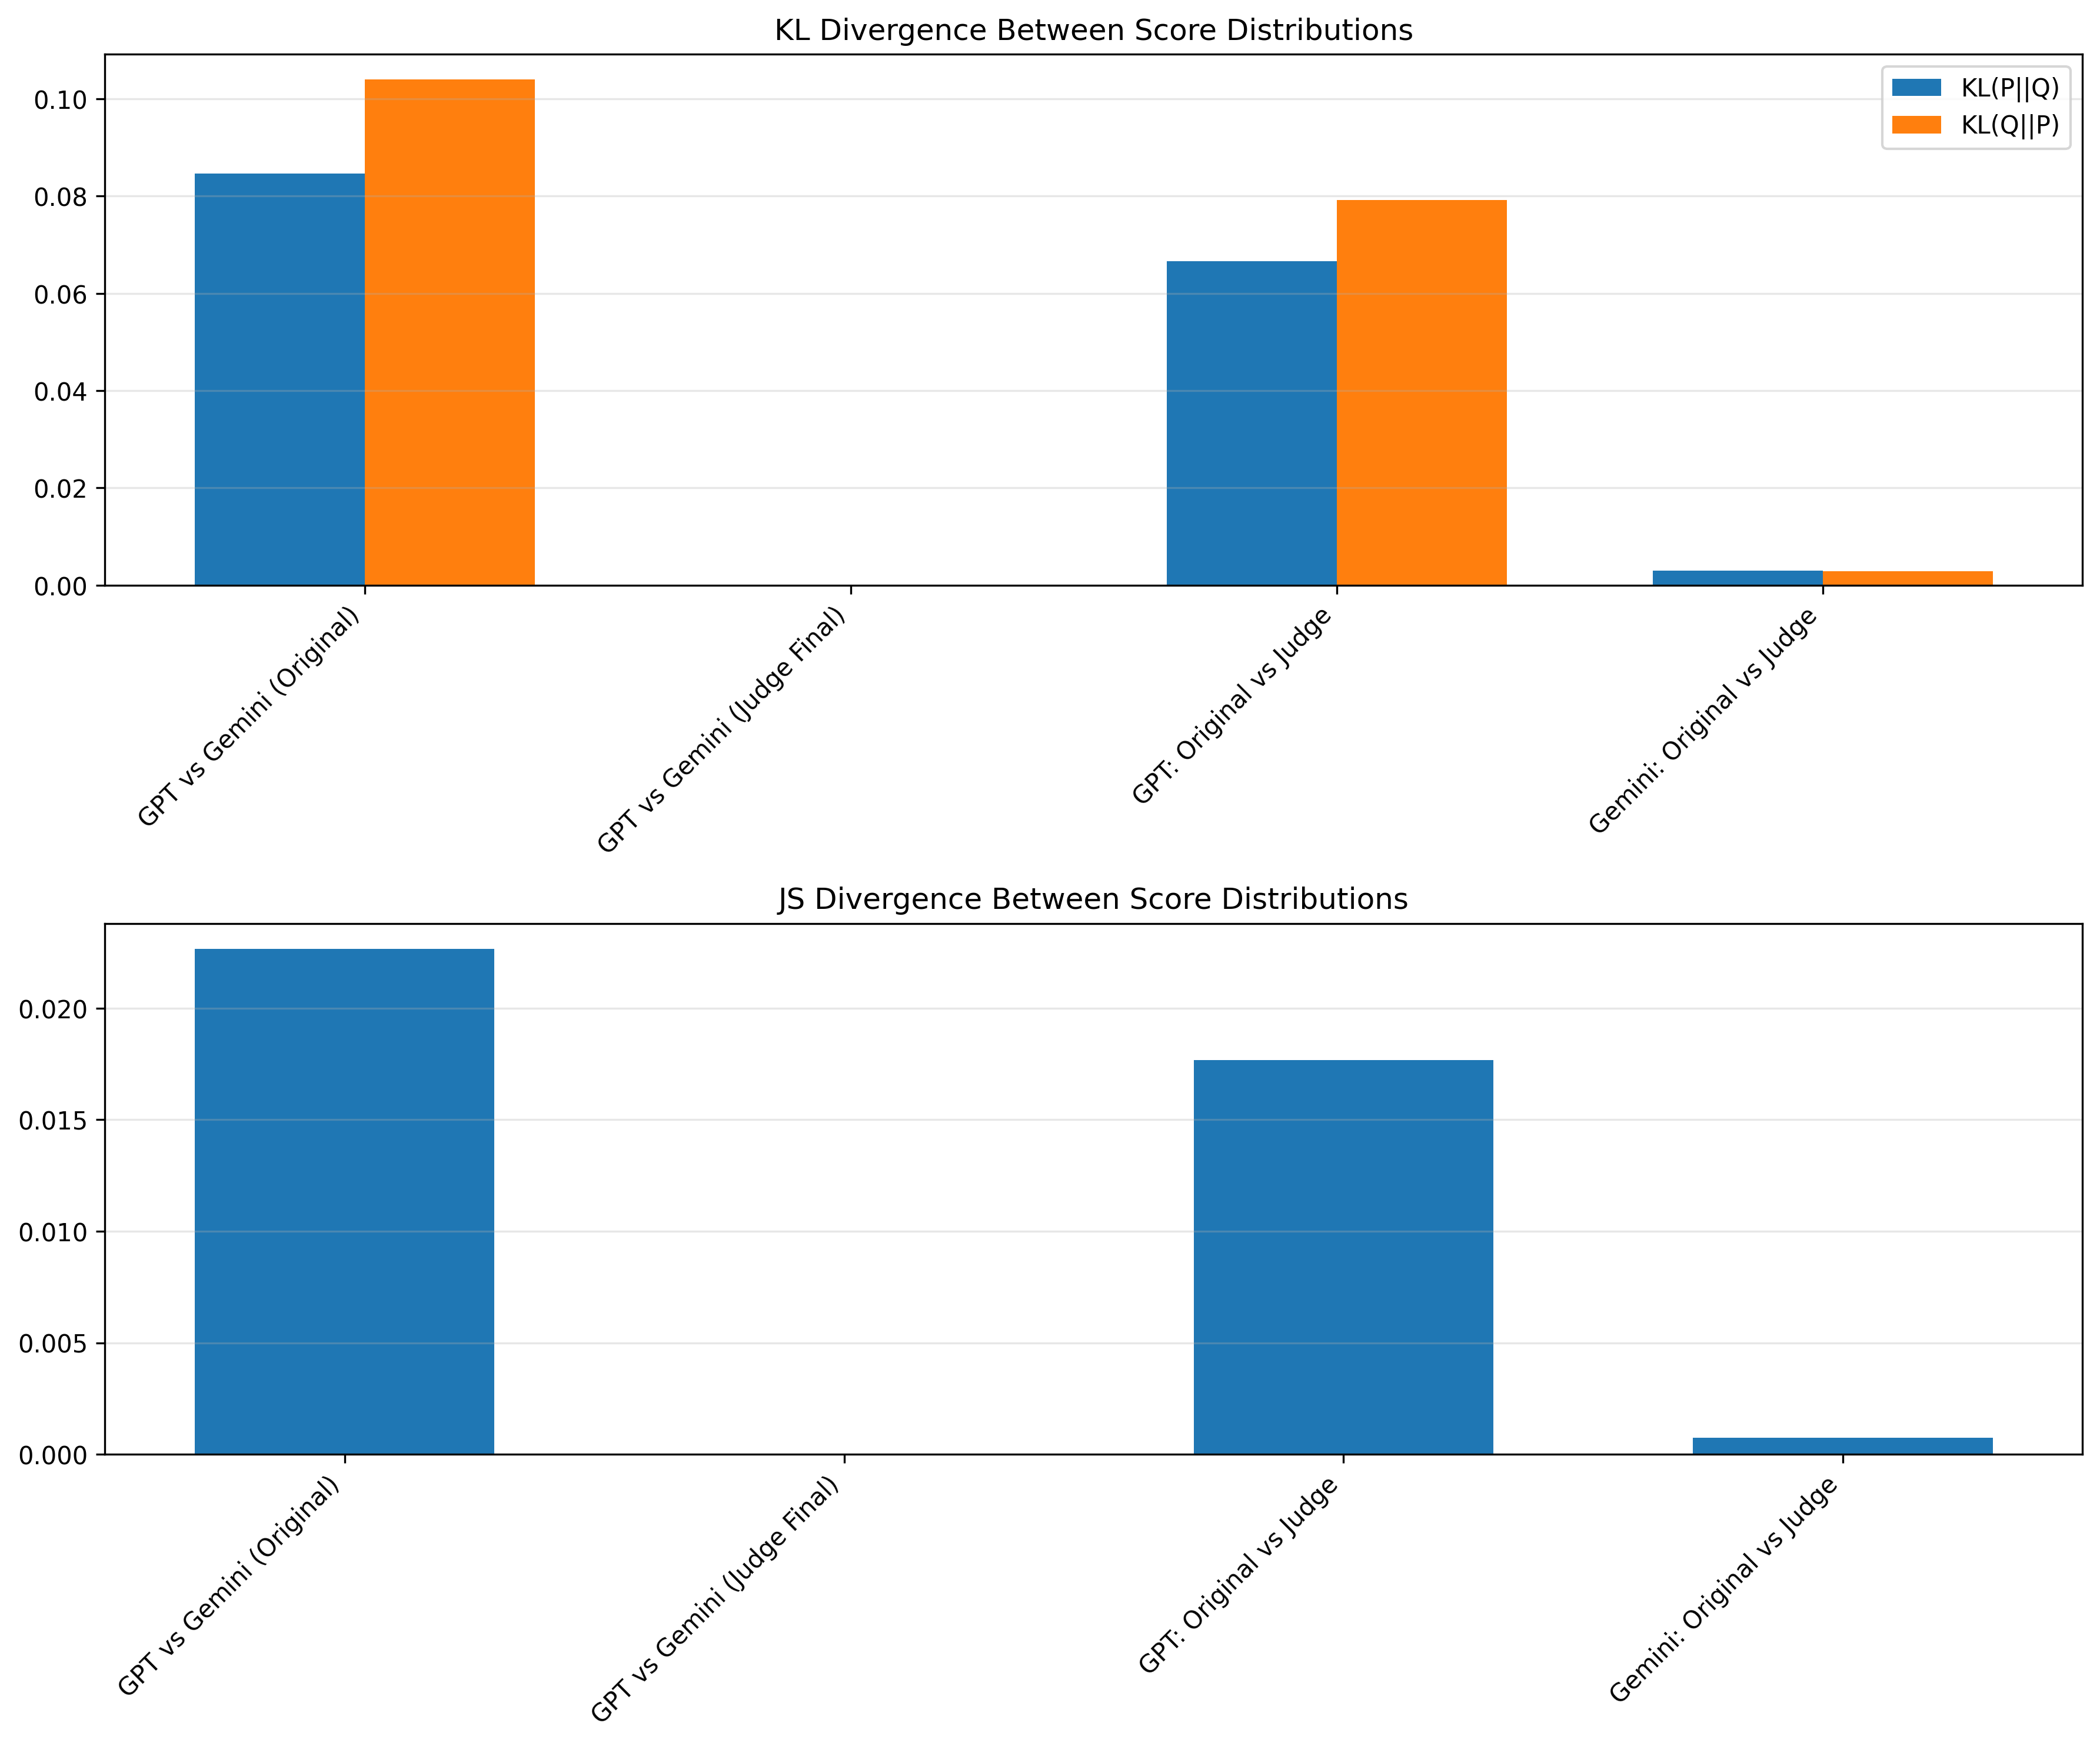 KL Divergence Between Score Distributions
KL(P||Q)
KL(Q||P)
0.10
0.08
0.06
0.04
0.02
0.00
GPT vs Gemini (Original)
GPT vs Gemini (Judge Final)
GPT: Original vs Judge
Gemini: Original vs Judge
JS Divergence Between Score Distributions
0.020
0.015
0.010
0.005
0.000
GPT vs Gemini (Original)
GPT vs Gemini (Judge Final)
GPT: Original vs Judge
Gemini: Original vs Judge